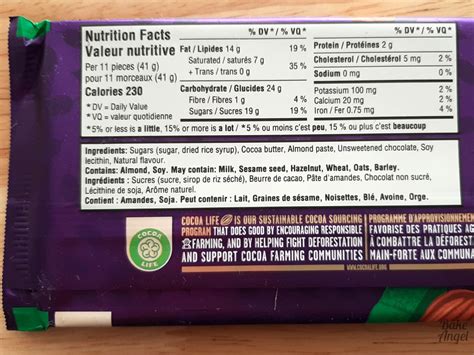 Nutrition Facts
Valeur nutritive
Per 11 pieces (41 g)
pour 11 morceaux (41 g)
Calories 230
*DV = Daily Value
*VQ = valeur quotidienne
% DV* / % VQ*
Fat / Lipides 14 g 19 %
Saturated / saturés 7 g
+ Trans / trans 0 g
35 %
Carbohydrate / Glucides 24 g
Fibre / Fibres 1 g 4 %
Sugars / Sucres 19 g 19 %
% DV* / % VQ*
Protein / Protéines 2 g
Cholesterol / Cholestérol 5 mg 2 %
Sodium 0 mg 0 %
Potassium 100 mg 2 %
Calcium 20 mg 2 %
Iron / Fer 0.75 mg 4 %
*5% or less is a little, 15% or more is a lot / *5 % ou moins c'est peu, 15 % ou plus c'est beaucoup
Ingredients: Sugars (sugar, dried rice syrup), Cocoa butter, Almond paste, Unsweetened chocolate, Soy
lecithin, Natural flavour.
Contains: Almond, Soy. May contain: Milk, Sesame seed, Hazelnut, Wheat, Oats, Barley.
Ingrédients : Sucres (sucre, sirop de riz séché), Beurre de cacao, Pâte d'amandes, Chocolat non sucré,
Lécithine de soja, Arôme naturel.
Contient : Amandes, Soja. Peut contenir : Lait, Graines de sésame, Noisettes, Blé, Avoine, Orge.
COCOA
LIFE
COCOA LIFE IS OUR SUSTAINABLE COCOA SOURCING
PROGRAM THAT DOES GOOD BY ENCOURAGING RESPONSIBLE
FARMING, AND BY HELPING FIGHT DEFORESTATION
AND SUPPORT COCOA FARMING COMMUNITIES
WWW.COCOALIFE.ORG
PROGRAMME D'APPROVISIONNEMEN
FAVORISE DES PRATIQUES AG
À COMBATTRE LA DÉFOREST
MAIN-FORTE AUX COMMUNA
Bake
Angel